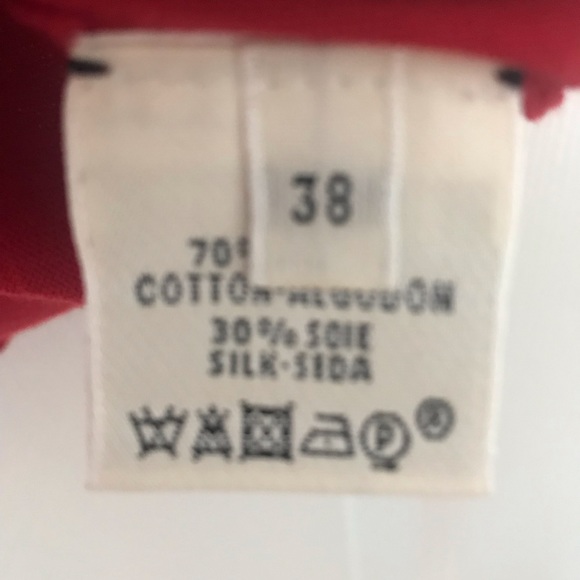 38
70%
COTTON-ALGODON
30% SOIE
SILK-SEDA
P
R